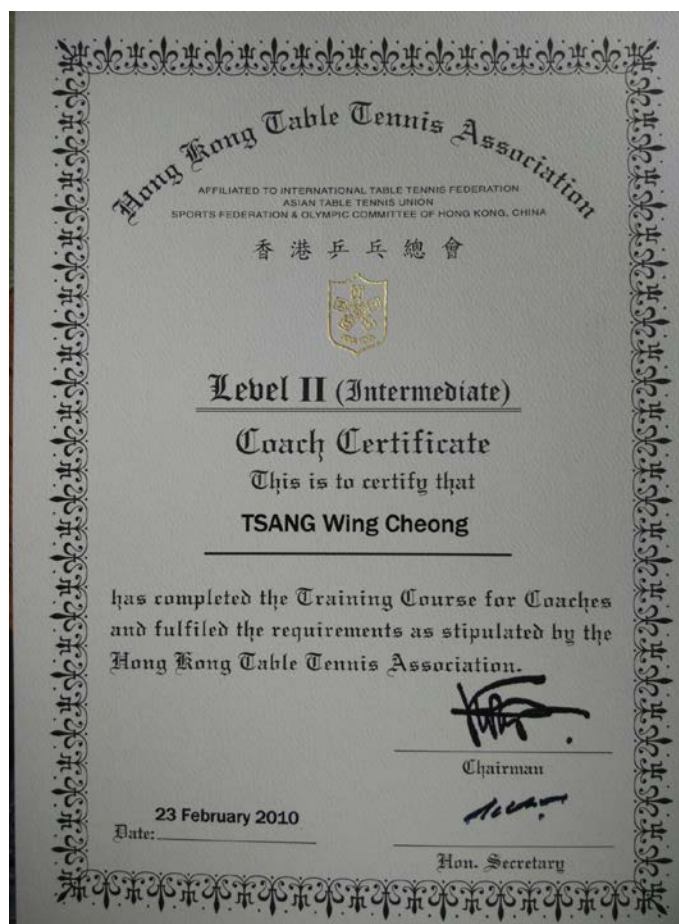 Hong Kong Table Tennis Association
AFFILIATED TO INTERNATIONAL TABLE TENNIS FEDERATION
ASIAN TABLE TENNIS UNION
SPORTS FEDERATION & OLYMPIC COMMITTEE OF HONG KONG, CHINA
香港乒乓總會
Level II (Intermediate)
Coach Certificate
This is to certify that
TSANG Wing Cheong
has completed the Training Course for Coaches
and fulfiled the requirements as stipulated by the
Hong Kong Table Tennis Association.
Chairman
23 February 2010
Date:
Hon. Secretary